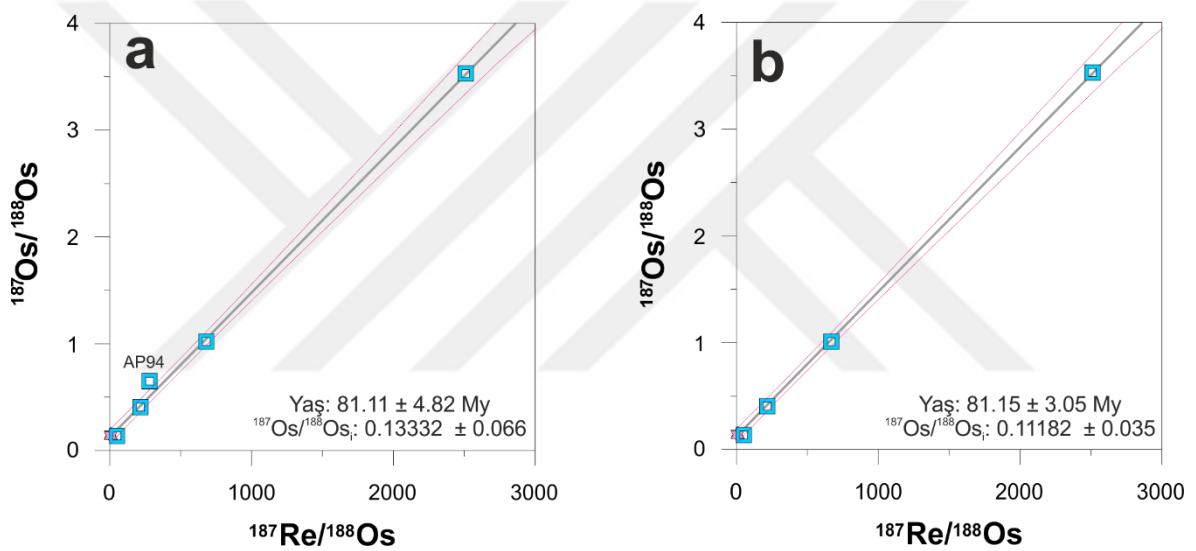 a
4
3
2
1
0
¹⁸⁷Os/¹⁸⁸Os
AP94
Yaş: 81.11 ± 4.82 My
¹⁸⁷Os/¹⁸⁸Osᵢ: 0.13332 ± 0.066
0 1000 2000 3000
¹⁸⁷Re/¹⁸⁸Os
b
4
3
2
1
0
¹⁸⁷Os/¹⁸⁸Os
Yaş: 81.15 ± 3.05 My
¹⁸⁷Os/¹⁸⁸Osᵢ: 0.11182 ± 0.035
0 1000 2000 3000
¹⁸⁷Re/¹⁸⁸Os